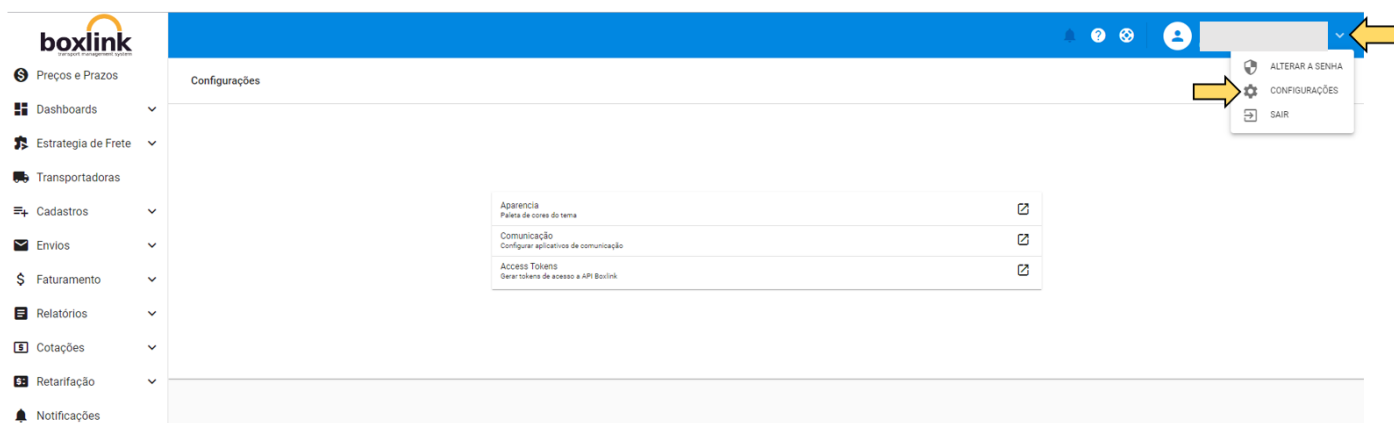 boxlink
transport management system
Preços e Prazos
Dashboards
Estrategia de Frete
Transportadoras
Cadastros
Envios
Faturamento
Relatórios
Cotações
Retarifação
Notificações
Configurações
ALTERAR A SENHA
CONFIGURAÇÕES
SAIR
Aparencia
Paleta de cores do tema
Comunicação
Configurar aplicativos de comunicação
Access Tokens
Gerar tokens de acesso a API Boxlink